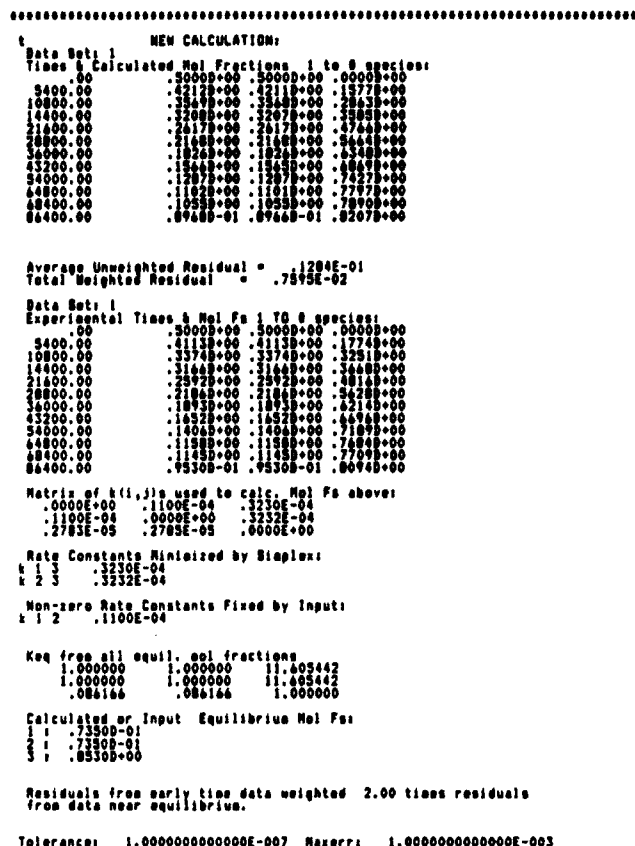 t NEW CALCULATION:
Data Set: 1
Times & Calculated Mol Fractions 1 to 8 species:
.00 .5000D+00 .5000D+00 .0000D+00
5400.00 .4212D+00 .4211D+00 .1577D+00
10800.00 .3569D+00 .3568D+00 .2863D+00
14400.00 .3208D+00 .3207D+00 .3585D+00
21600.00 .2617D+00 .2617D+00 .4766D+00
28800.00 .2168D+00 .2168D+00 .5664D+00
36000.00 .1826D+00 .1826D+00 .6348D+00
43200.00 .1566D+00 .1565D+00 .6869D+00
54000.00 .1287D+00 .1287D+00 .7427D+00
64800.00 .1102D+00 .1101D+00 .7797D+00
68400.00 .1055D+00 .1055D+00 .7890D+00
86400.00 .8968D-01 .8966D-01 .8207D+00
Average Unweighted Residual = .1284E-01
Total Weighted Residual = .7595E-02
Data Set: 1
Experimental Times & Mol Fs 1 TO 8 species:
.00 .5000D+00 .5000D+00 .0000D+00
5400.00 .4113D+00 .4113D+00 .1774D+00
10800.00 .3374D+00 .3374D+00 .3251D+00
14400.00 .3166D+00 .3166D+00 .3668D+00
21600.00 .2592D+00 .2592D+00 .4816D+00
28800.00 .2186D+00 .2186D+00 .5628D+00
36000.00 .1893D+00 .1893D+00 .6214D+00
43200.00 .1652D+00 .1652D+00 .6696D+00
54000.00 .1406D+00 .1406D+00 .7189D+00
64800.00 .1158D+00 .1158D+00 .7684D+00
68400.00 .1145D+00 .1145D+00 .7709D+00
86400.00 .9530D-01 .9530D-01 .8094D+00
Matrix of k(i,j)s used to calc. Mol Fs above:
.0000E+00 .1100E-04 .3230E-04
.1100E-04 .0000E+00 .3232E-04
.2783E-05 .2785E-05 .0000E+00
Rate Constants Minimized by Simplex:
k 1 3 .3230E-04
k 2 3 .3232E-04
Non-zero Rate Constants Fixed by Input:
k 1 2 .1100E-04
Keq from all equil. mol fractions
1.000000 1.000000 11.605442
1.000000 1.000000 11.605442
.086166 .086166 1.000000
Calculated or Input Equilibrium Mol Fs:
1 : .7350D-01
2 : .7350D-01
3 : .8530D+00
Residuals from early time data weighted 2.00 times residuals
from data near equilibrium.
Tolerance: 1.0000000000000E-007 Maxerr: 1.0000000000000E-003